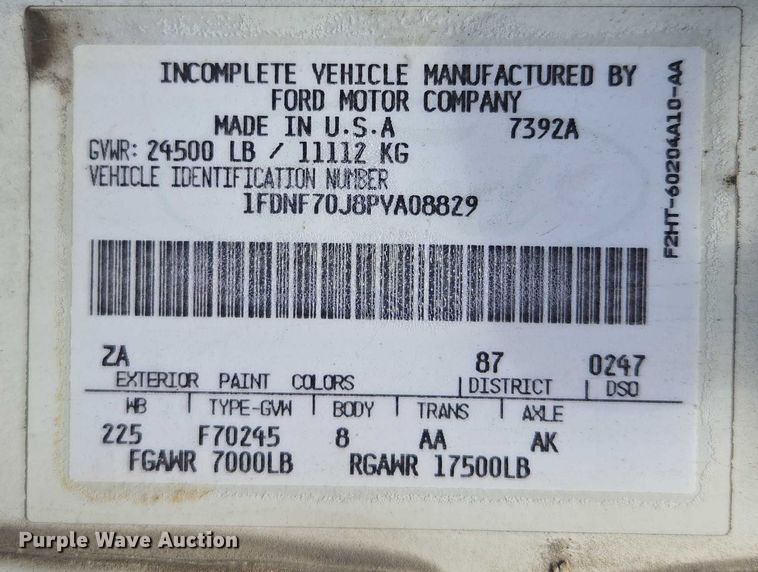 INCOMPLETE VEHICLE MANUFACTURED BY
FORD MOTOR COMPANY
MADE IN U.S.A 7392A
GVWR: 24500 LB / 11112 KG
VEHICLE IDENTIFICATION NUMBER
1FDNF70J8PVA08829
F2HT-60204A10-AA
ZA 87 0247
EXTERIOR PAINT COLORS DISTRICT DSO
WB TYPE-GVW BODY TRANS AXLE
225 F70245 8 AA AK
FGAWR 7000LB RGAWR 17500LB
Purple Wave Auction